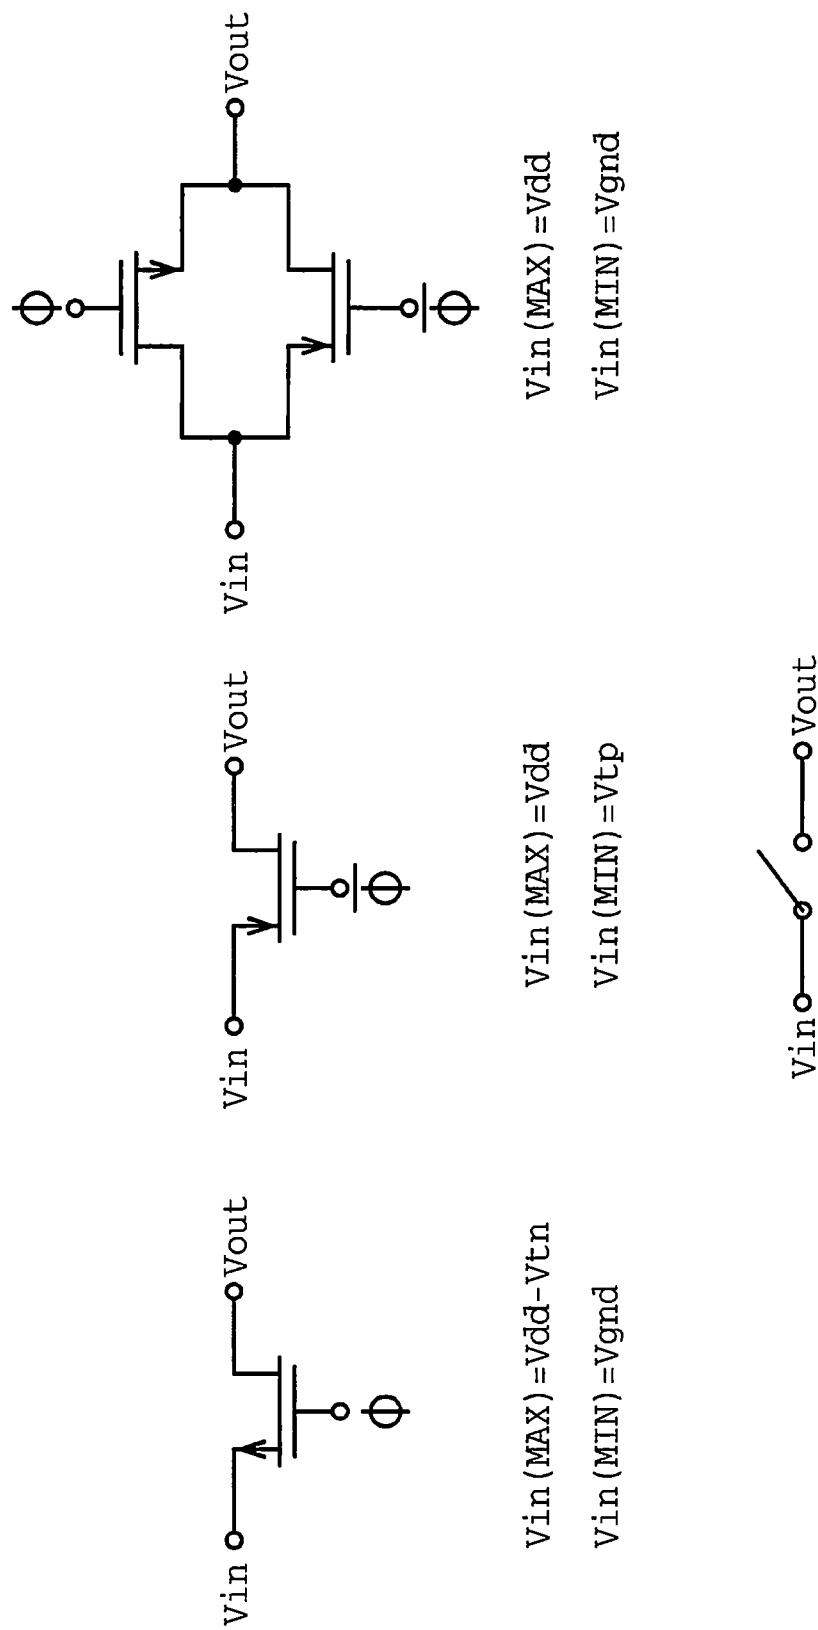 Vin
Vout
ϕ
Vin(MAX)=Vdd-Vtn
Vin(MIN)=Vgnd
Vin
Vout
ϕ̅
Vin(MAX)=Vdd
Vin(MIN)=Vtp
ϕ
Vin
Vout
ϕ̅
Vin(MAX)=Vdd
Vin(MIN)=Vgnd
Vin
Vout